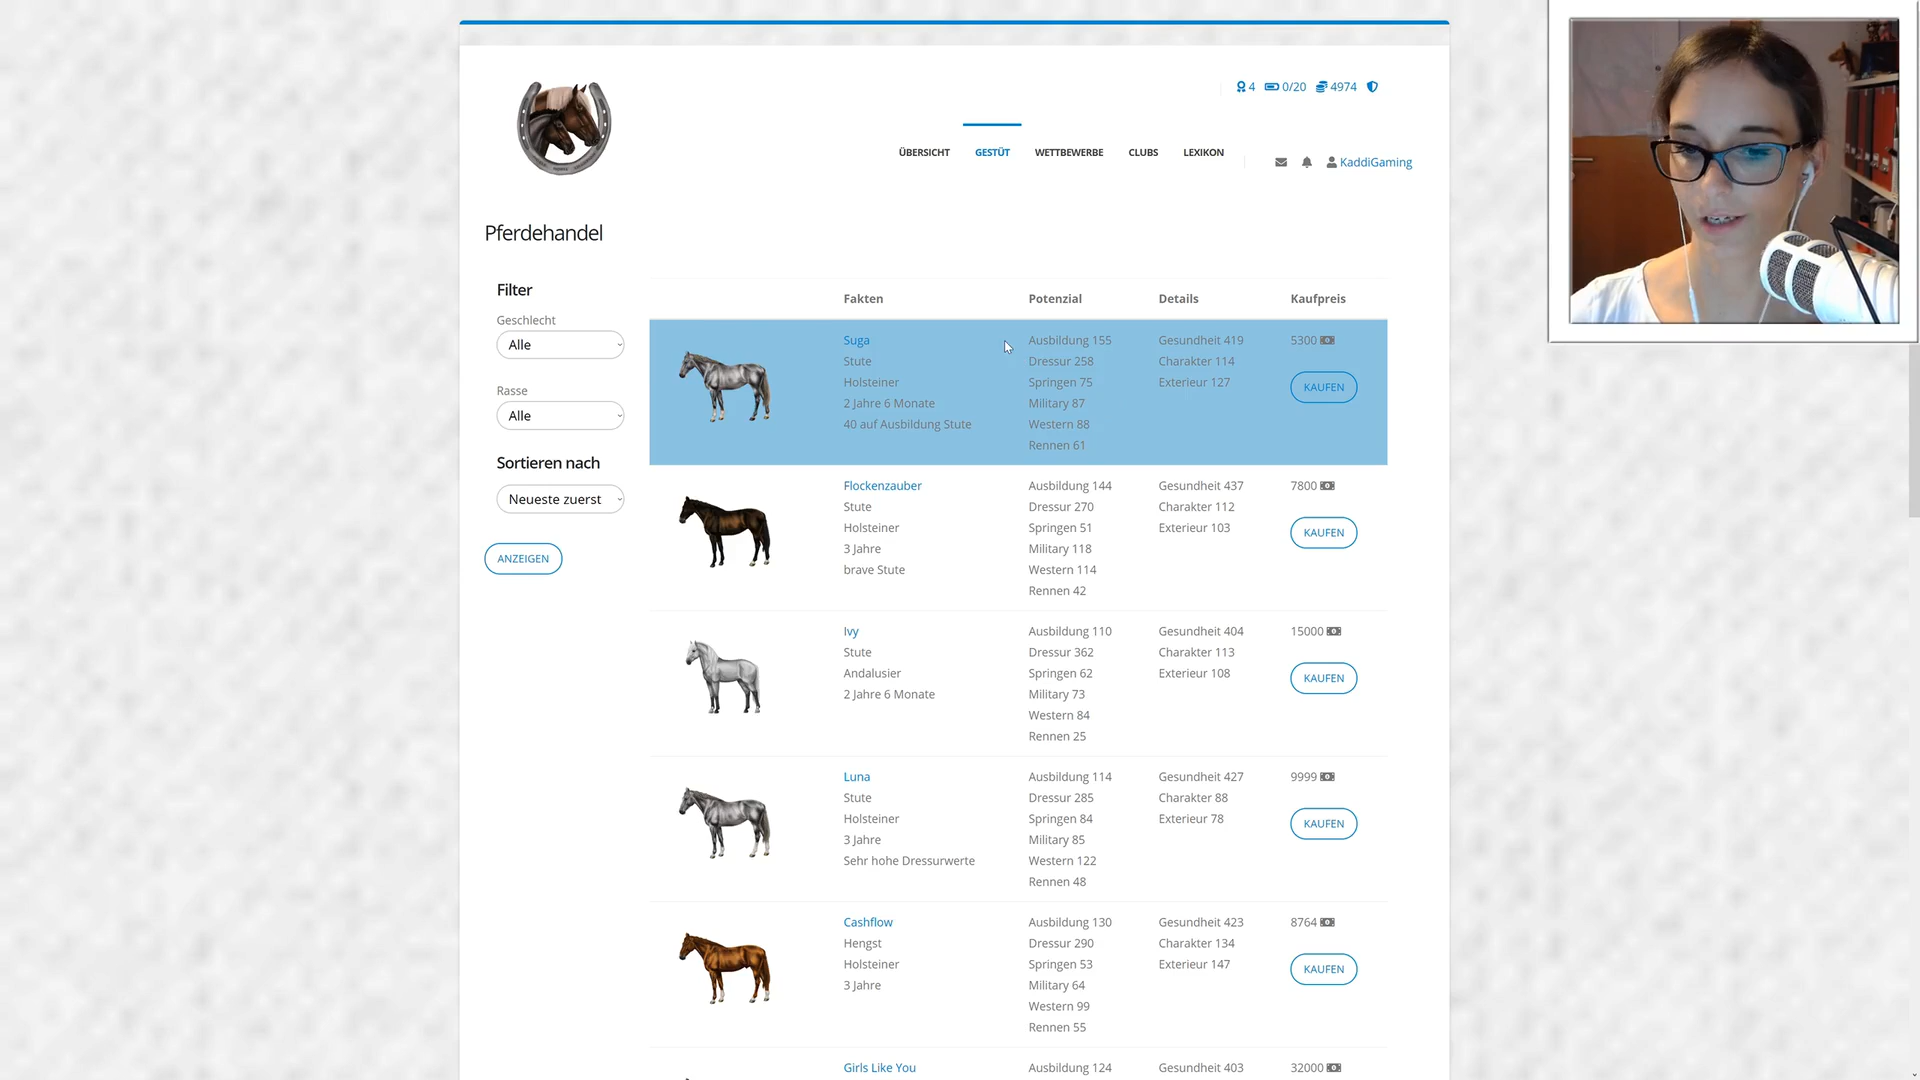 4 0/20 4974
ÜBERSICHT GESTÜT WETTBEWERBE CLUBS LEXIKON
KaddiGaming
Pferdehandel
Filter
Geschlecht
Alle
Rasse
Alle
Sortieren nach
Neueste zuerst
ANZEIGEN
Fakten Potenzial Details Kaufpreis
Suga Ausbildung 155 Gesundheit 419 5300
Stute Dressur 258 Charakter 114
Holsteiner Springen 75 Exterieur 127 KAUFEN
2 Jahre 6 Monate Military 87
40 auf Ausbildung Stute Western 88
Rennen 61
Flockenzauber Ausbildung 144 Gesundheit 437 7800
Stute Dressur 270 Charakter 112
Holsteiner Springen 51 Exterieur 103 KAUFEN
3 Jahre Military 118
brave Stute Western 114
Rennen 42
Ivy Ausbildung 110 Gesundheit 404 15000
Stute Dressur 362 Charakter 113
Andalusier Springen 62 Exterieur 108 KAUFEN
2 Jahre 6 Monate Military 73
Western 84
Rennen 25
Luna Ausbildung 114 Gesundheit 427 9999
Stute Dressur 285 Charakter 88
Holsteiner Springen 84 Exterieur 78 KAUFEN
3 Jahre Military 85
Sehr hohe Dressurwerte Western 122
Rennen 48
Cashflow Ausbildung 130 Gesundheit 423 8764
Hengst Dressur 290 Charakter 134
Holsteiner Springen 53 Exterieur 147 KAUFEN
3 Jahre Military 64
Western 99
Rennen 55
Girls Like You Ausbildung 124 Gesundheit 403 32000